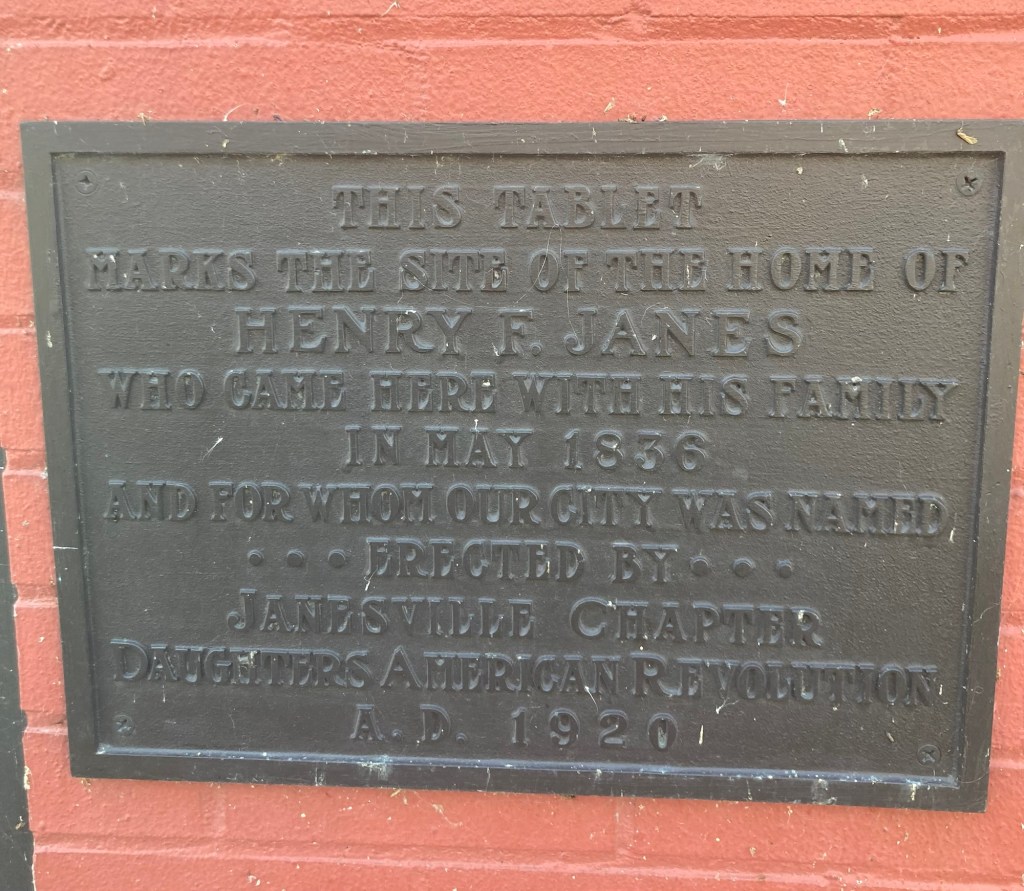 THIS TABLET
MARKS THE SITE OF THE HOME OF
HENRY F. JANES
WHO CAME HERE WITH HIS FAMILY
IN MAY 1836
AND FOR WHOM OUR CITY WAS NAMED
• • • ERECTED BY • • •
JANESVILLE CHAPTER
DAUGHTERS AMERICAN REVOLUTION
A. D. 1920